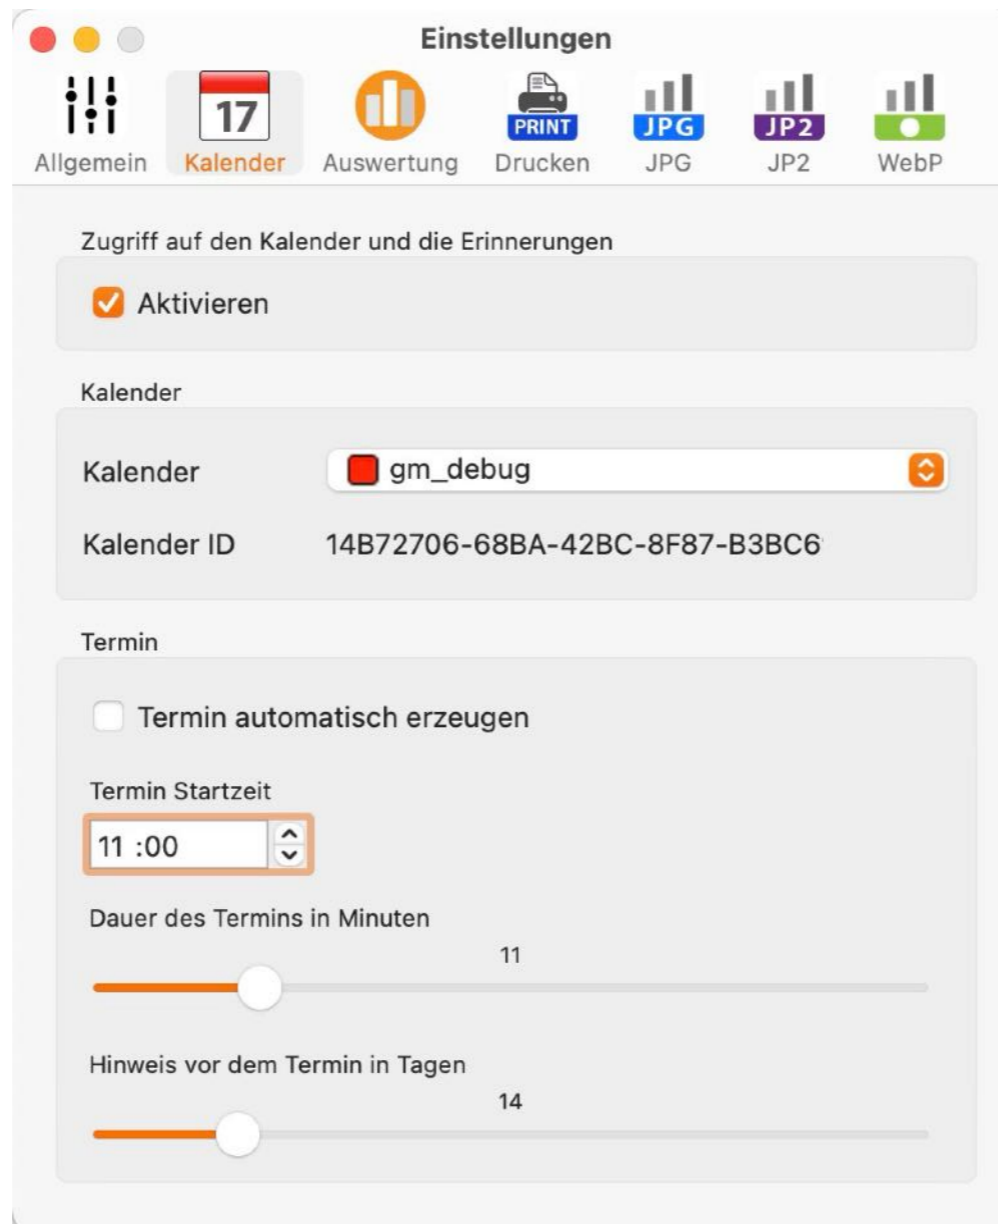 Einstellungen
17
PRINT
JPG
JP2
Allgemein Kalender Auswertung Drucken JPG JP2 WebP
Zugriff auf den Kalender und die Erinnerungen
Aktivieren
Kalender
Kalender gm_debug
Kalender ID 14B72706-68BA-42BC-8F87-B3BC6
Termin
Termin automatisch erzeugen
Termin Startzeit
11 :00
Dauer des Termins in Minuten
11
Hinweis vor dem Termin in Tagen
14